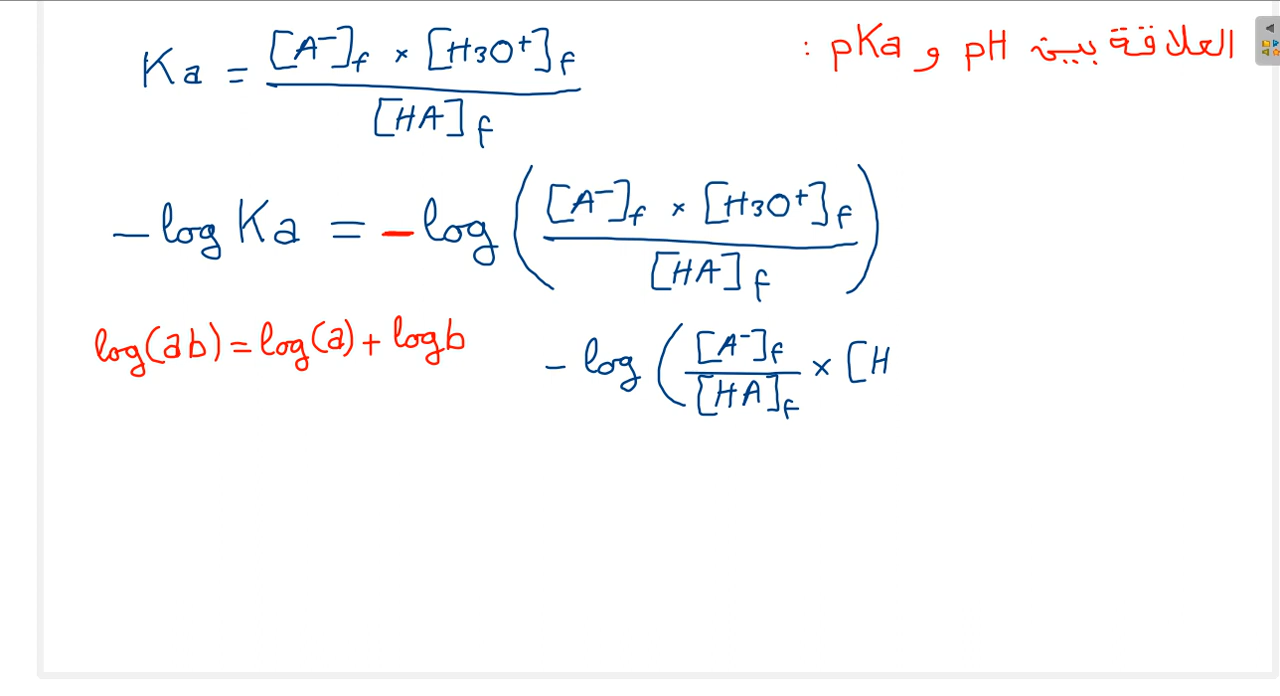 العلاقة بين pH و pKa :
Ka = [A⁻]f × [H3O⁺]f / [HA]f
– log Ka = – log ( [A⁻]f × [H3O⁺]f / [HA]f )
log(ab) = log(a) + log b
– log ( [A⁻]f / [HA]f × [H